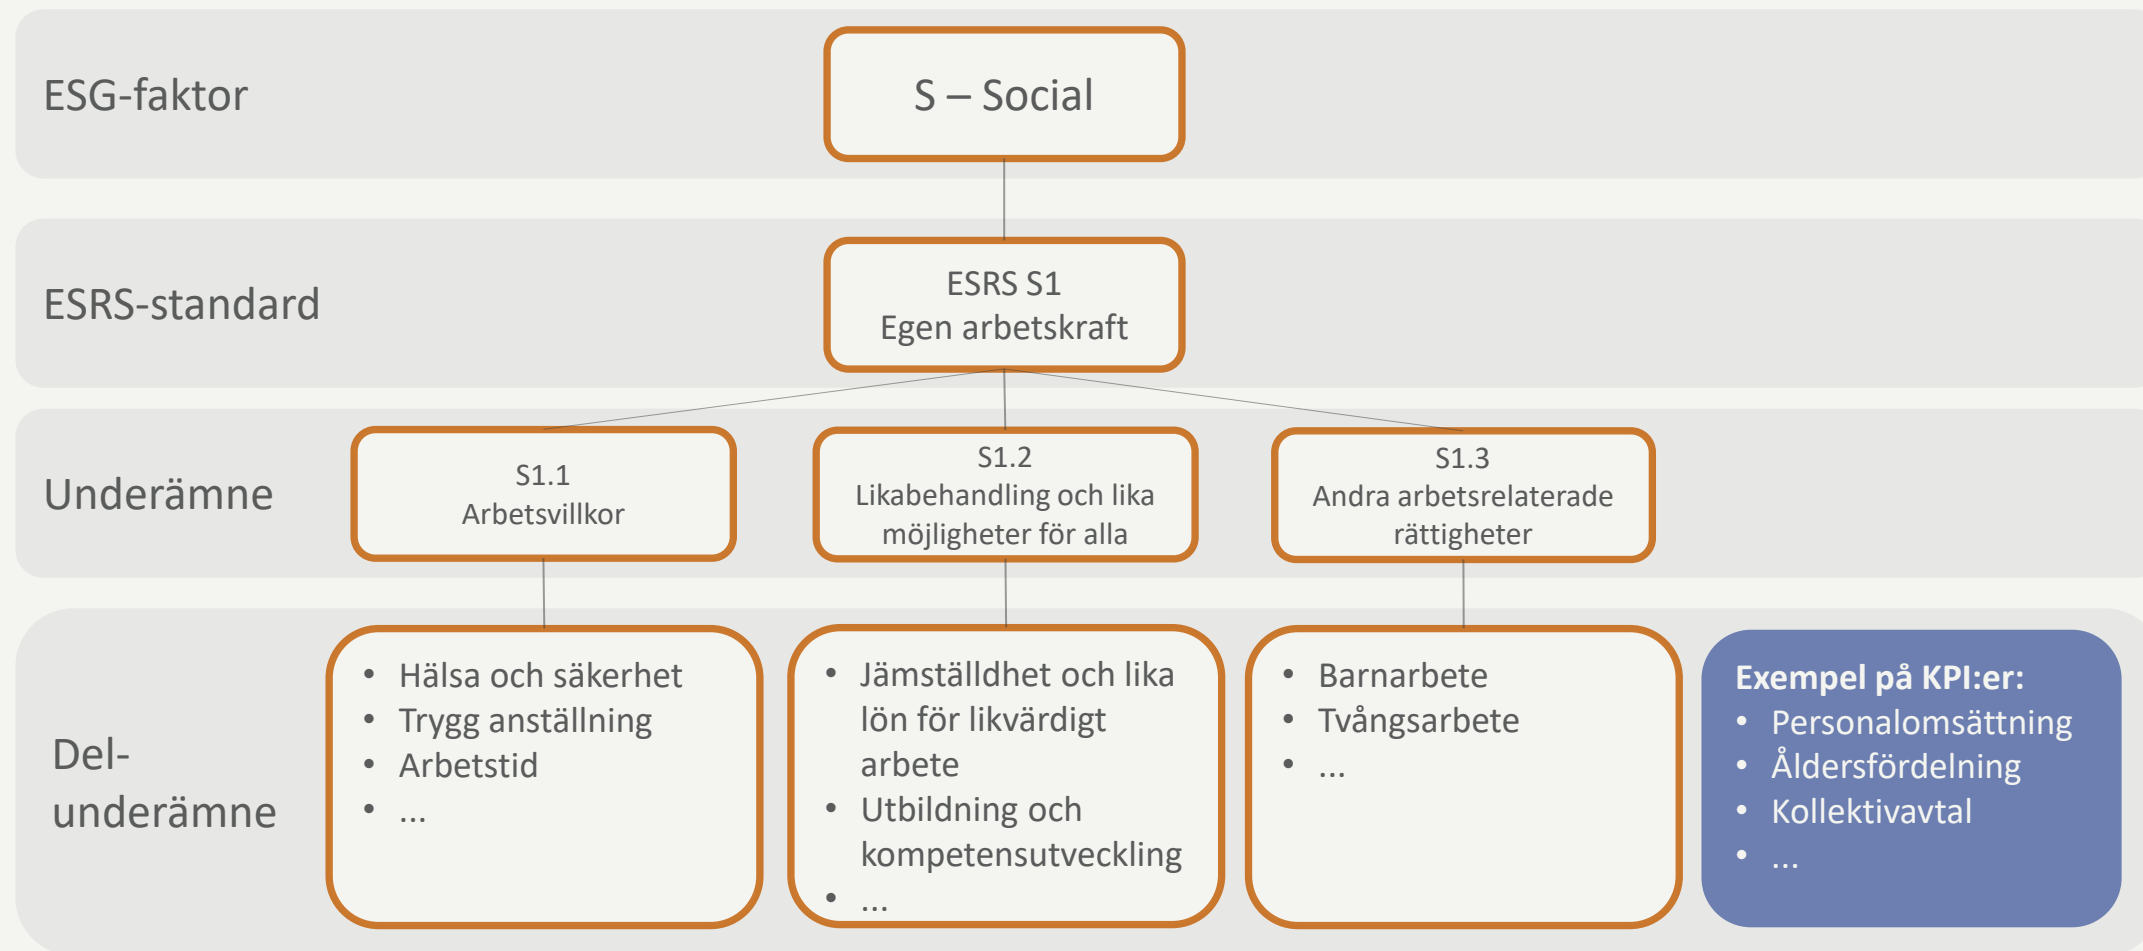 ESG-faktor
S – Social
ESRS-standard
ESRS S1
Egen arbetskraft
Underämne
S1.1
Arbetsvillkor
S1.2
Likabehandling och lika
möjligheter för alla
S1.3
Andra arbetsrelaterade
rättigheter
Del-
underämne
• Hälsa och säkerhet
• Trygg anställning
• Arbetstid
• ...
• Jämställdhet och lika
lön för likvärdigt
arbete
• Utbildning och
kompetensutveckling
• ...
• Barnarbete
• Tvångsarbete
• ...
Exempel på KPI:er:
• Personalomsättning
• Åldersfördelning
• Kollektivavtal
• ...